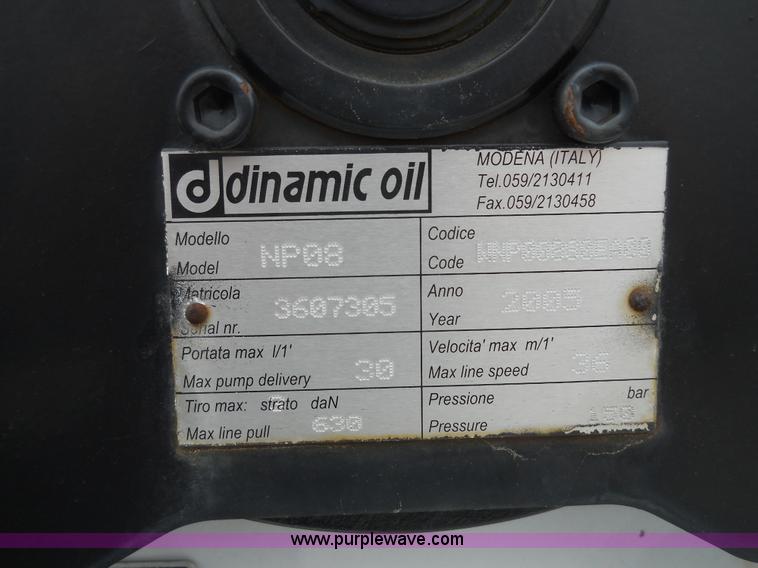 dinamic oil
MODENA (ITALY)
Tel.059/2130411
Fax.059/2130458
Modello
Model NP08
Codice
Code
Matricola
Serial nr. 3607305
Anno
Year 2005
Portata max l/1'
Max pump delivery 30
Velocita' max m/1'
Max line speed 36
Tiro max: strato daN
Max line pull 630
Pressione bar
Pressure
www.purplewave.com